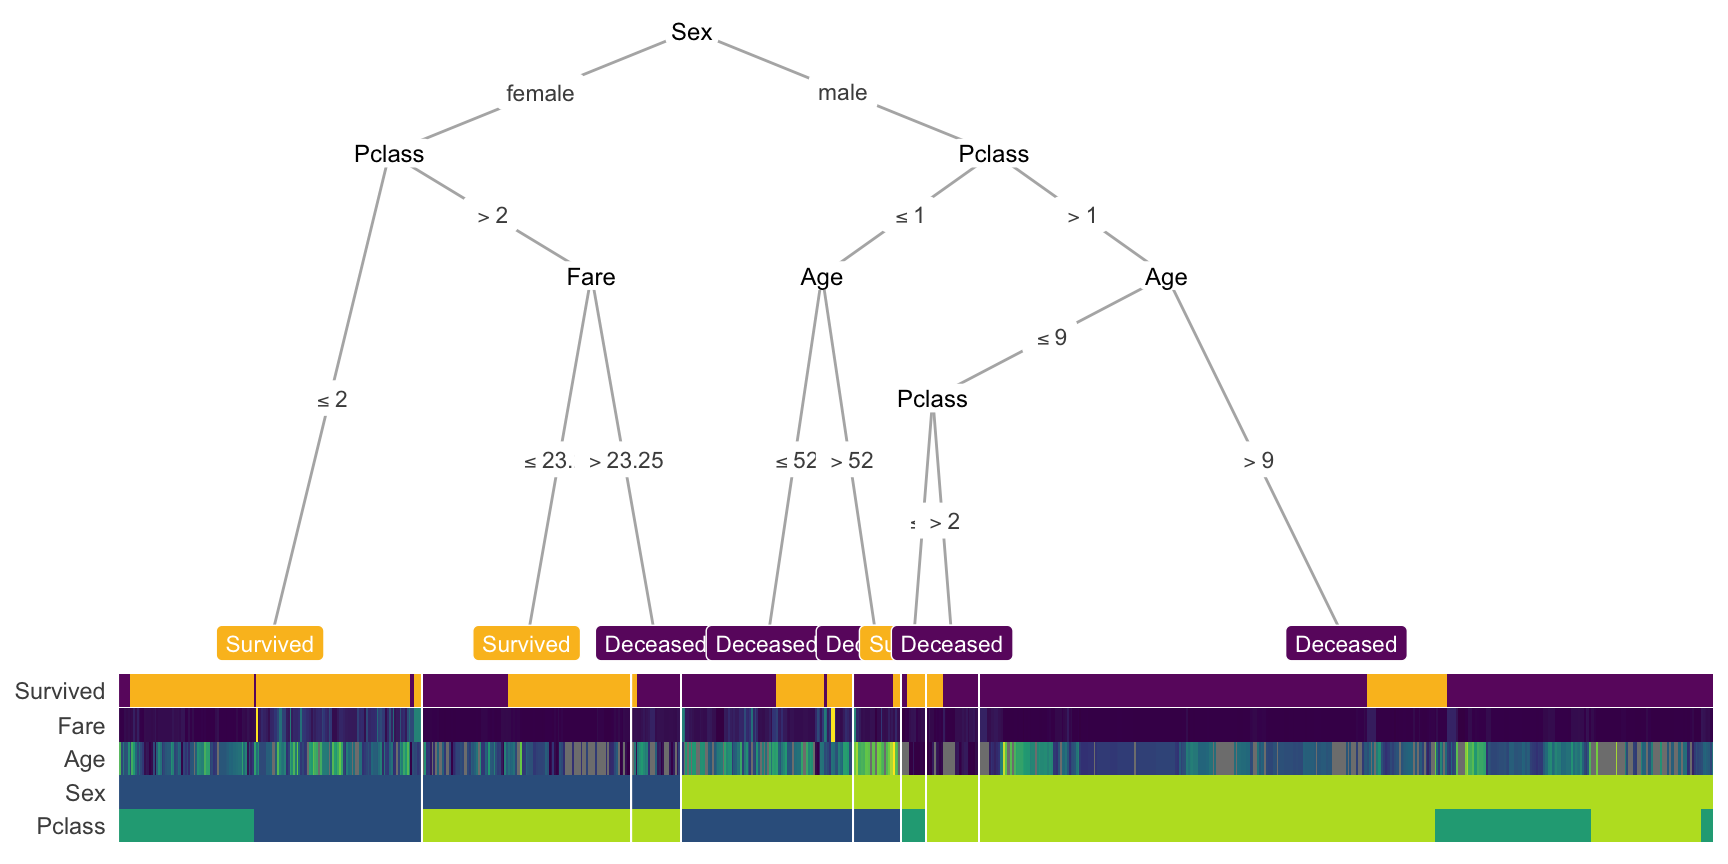 Sex
female
male
Pclass
Pclass
> 2
≤ 1
> 1
Fare
Age
Age
≤ 9
≤ 2
Pclass
≤ 23.
> 23.25
≤ 52
> 52
> 9
> 2
Survived
Survived
Deceased
Deceased
Dec
Su
Deceased
Deceased
Survived
Fare
Age
Sex
Pclass